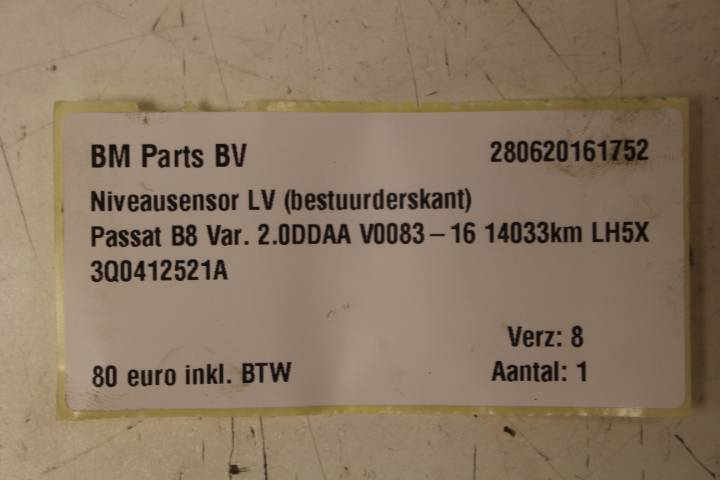 BM Parts BV 280620161752
Niveausensor LV (bestuurderskant)
Passat B8 Var. 2.0DDAA V0083 – 16 14033km LH5X
3Q0412521A
Verz: 8
80 euro inkl. BTW Aantal: 1